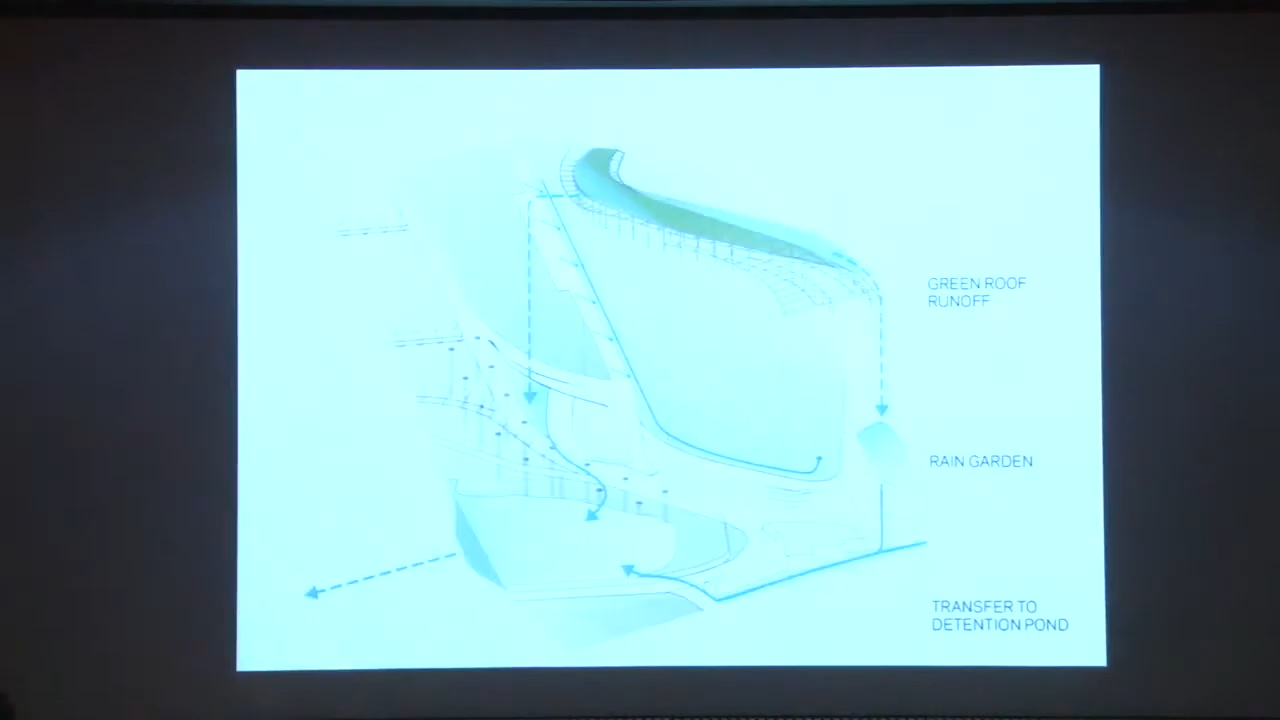 GREEN ROOF
RUNOFF
RAIN GARDEN
TRANSFER TO
DETENTION POND